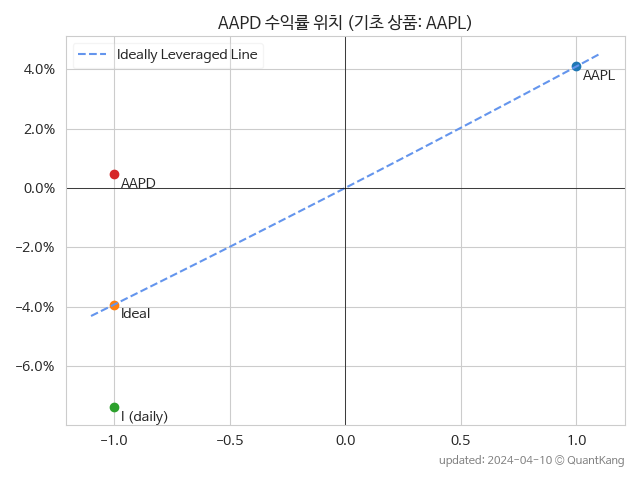 AAPD 수익률 위치 (기초 상품: AAPL)
Ideally Leveraged Line
4.0%
AAPL
2.0%
AAPD
0.0%
−2.0%
−4.0%
Ideal
−6.0%
I (daily)
−1.0 −0.5 0.0 0.5 1.0
updated: 2024-04-10 © QuantKang